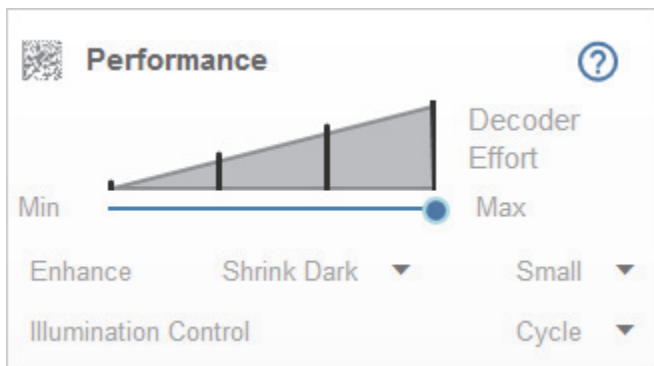 Performance
?
Decoder
Effort
Min
Max
Enhance Shrink Dark Small
Illumination Control Cycle